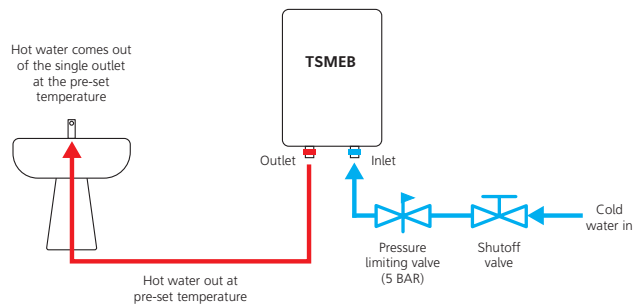 Hot water comes out
of the single outlet
at the pre-set
temperature
TSMEB
Outlet
Inlet
Cold
water in
Pressure
limiting valve
(5 BAR)
Shutoff
valve
Hot water out at
pre-set temperature